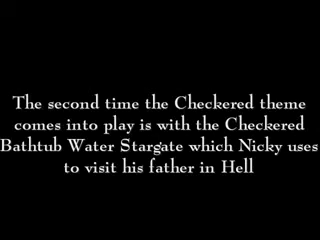 The second time the Checkered theme
comes into play is with the Checkered
Bathtub Water Stargate which Nicky uses
to visit his father in Hell